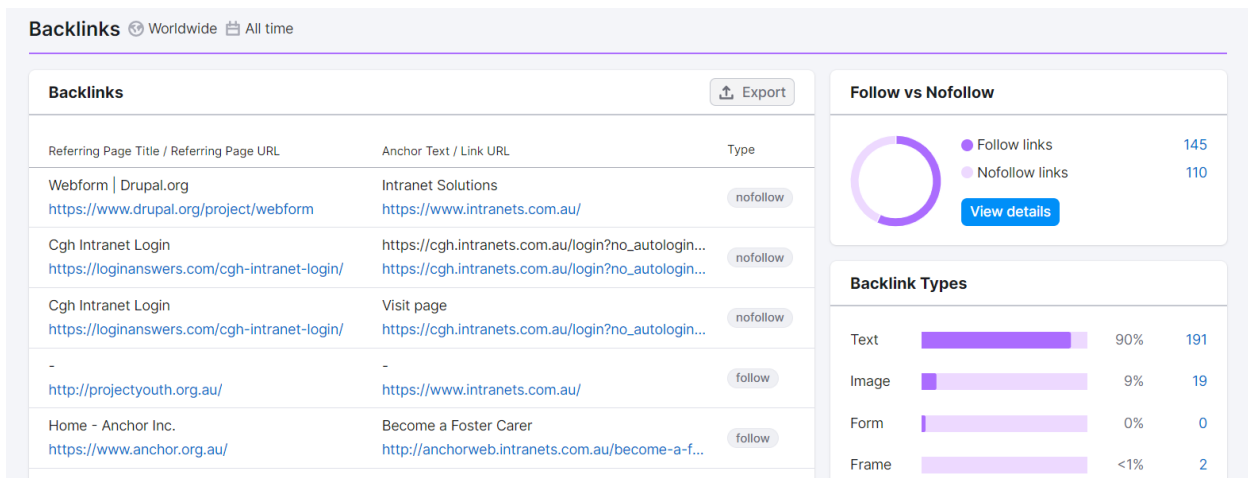 Backlinks Worldwide All time
Backlinks
Export
Referring Page Title / Referring Page URL Anchor Text / Link URL Type
Webform | Drupal.org Intranet Solutions
nofollow
https://www.drupal.org/project/webform https://www.intranets.com.au/
Cgh Intranet Login https://cgh.intranets.com.au/login?no_autologin...
nofollow
https://loginanswers.com/cgh-intranet-login/ https://cgh.intranets.com.au/login?no_autologin...
Cgh Intranet Login Visit page
nofollow
https://loginanswers.com/cgh-intranet-login/ https://cgh.intranets.com.au/login?no_autologin...
- -
follow
http://projectyouth.org.au/ https://www.intranets.com.au/
Home - Anchor Inc. Become a Foster Carer
follow
https://www.anchor.org.au/ http://anchorweb.intranets.com.au/become-a-f...
Follow vs Nofollow
Follow links 145
Nofollow links 110
View details
Backlink Types
Text 90% 191
Image 9% 19
Form 0% 0
Frame <1% 2